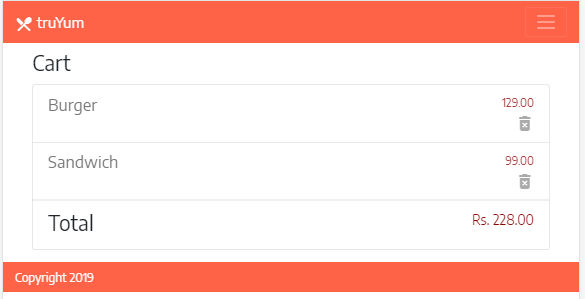 truYum
Cart
Burger 129.00
Sandwich 99.00
Total Rs. 228.00
Copyright 2019